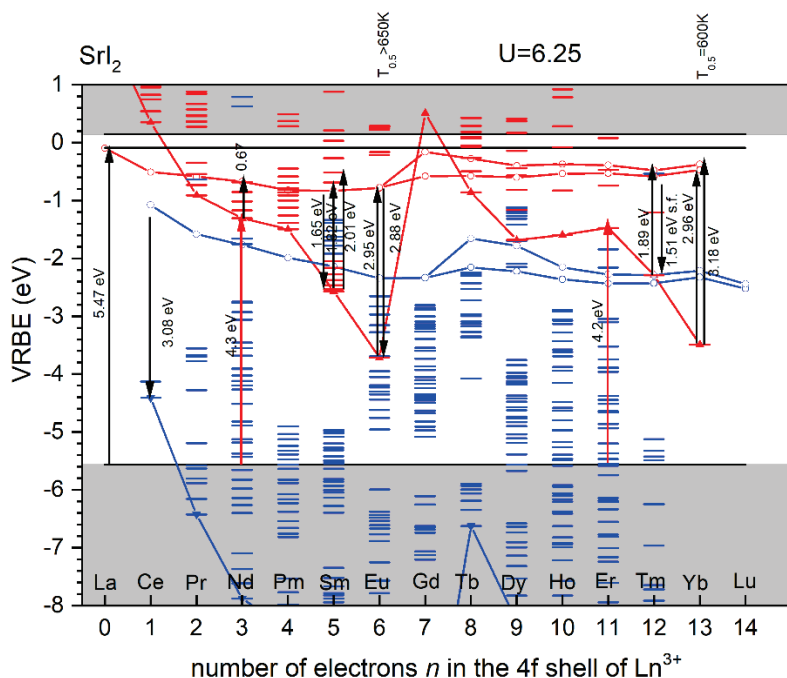 SrI2
T0.5>650K
U=6.25
T0.5=600K
VRBE (eV)
1
0
-1
-2
-3
-4
-5
-6
-7
-8
5.47 eV
3.08 eV
4.3 eV
0.67
1.65 eV
1.82 eV
2.01 eV
2.95 eV
2.88 eV
4.2 eV
1.89 eV
1.51 eV s.f.
2.96 eV
3.18 eV
La Ce Pr Nd Pm Sm Eu Gd Tb Dy Ho Er Tm Yb Lu
0 1 2 3 4 5 6 7 8 9 10 11 12 13 14
number of electrons n in the 4f shell of Ln3+